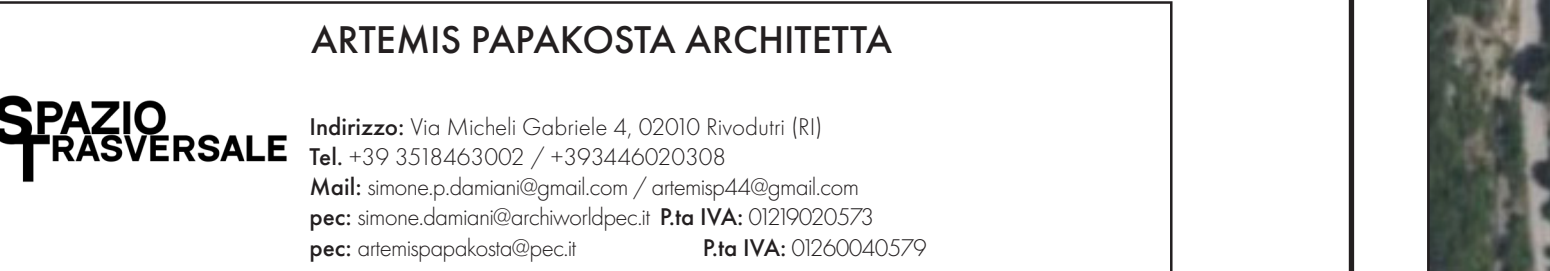 ARTEMIS PAPAKOSTA ARCHITETTA
SPAZIO
TRASVERSALE
Indirizzo: Via Micheli Gabriele 4, 02010 Rivodutri (RI)
Tel. +39 3518463002 / +393446020308
Mail: simone.p.damiani@gmail.com / artemisp44@gmail.com
pec: simone.damiani@archiworldpec.it P.ta IVA: 01219020573
pec: artemispapakosta@pec.it P.ta IVA: 01260040579